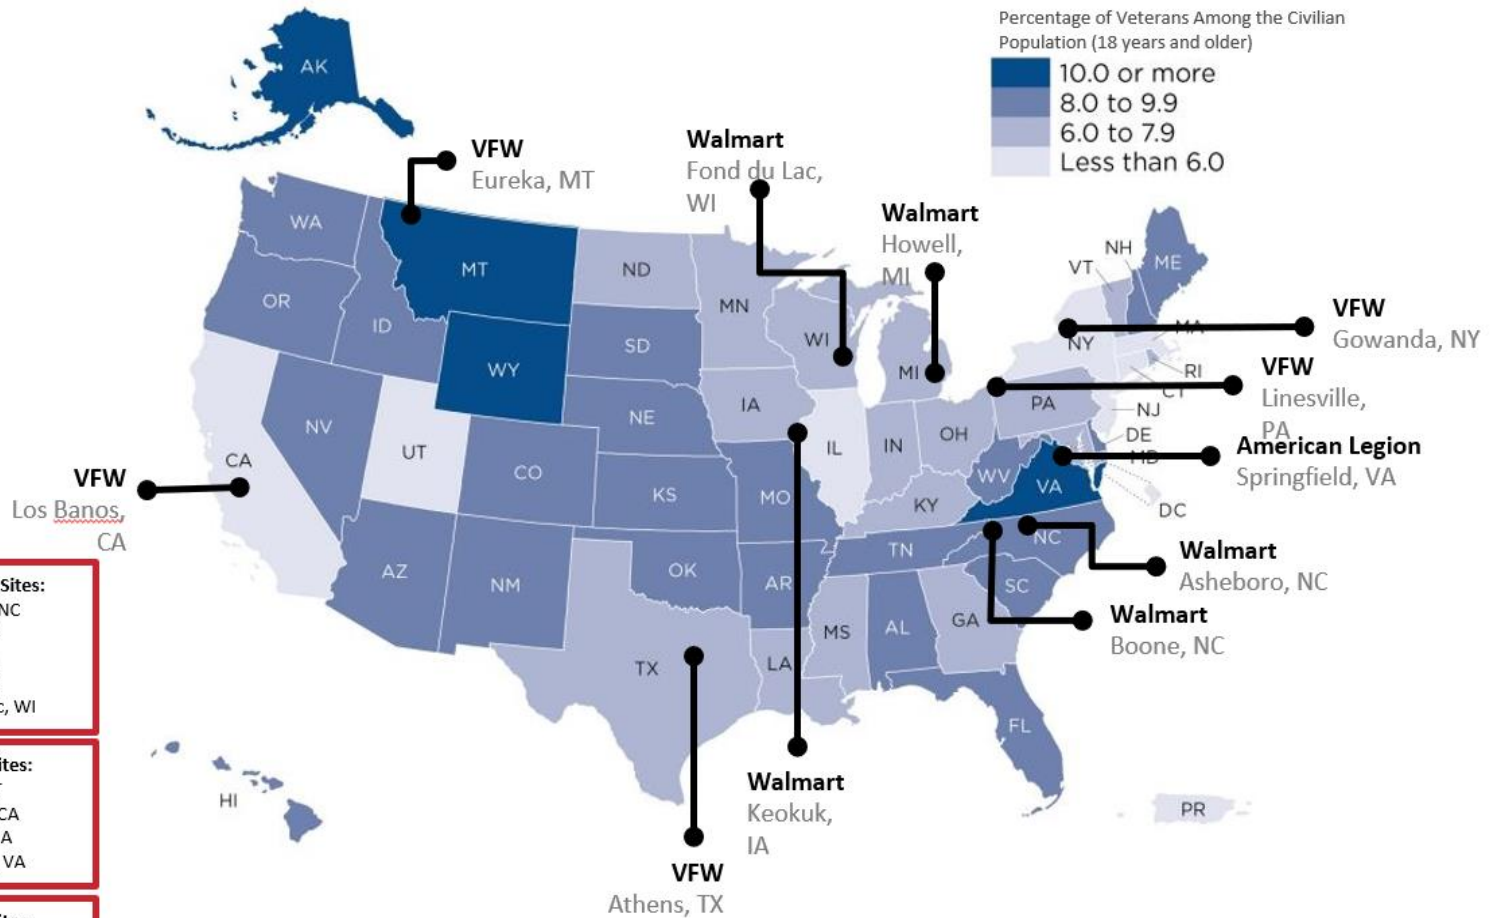 Percentage of Veterans Among the Civilian
Population (18 years and older)
10.0 or more
8.0 to 9.9
6.0 to 7.9
Less than 6.0
AK
VFW
Eureka, MT
Walmart
Fond du Lac,
WI
Walmart
Howell,
MI
VFW
Gowanda, NY
VFW
Linesville,
PA
American Legion
Springfield, VA
Walmart
Asheboro, NC
Walmart
Boone, NC
Walmart
Keokuk,
IA
VFW
Athens, TX
VFW
Los Banos,
CA
WA
OR
ID
MT
WY
ND
SD
NE
MN
WI
MI
IA
IL
IN
OH
PA
NY
VT
NH
ME
MA
RI
CT
NJ
DE
MD
DC
WV
VA
KY
NC
SC
TN
GA
AL
MS
FL
LA
AR
MO
KS
OK
TX
CO
NM
AZ
UT
NV
CA
HI
PR
Sites:
NC
c, WI
ites:
T
CA
A
VA